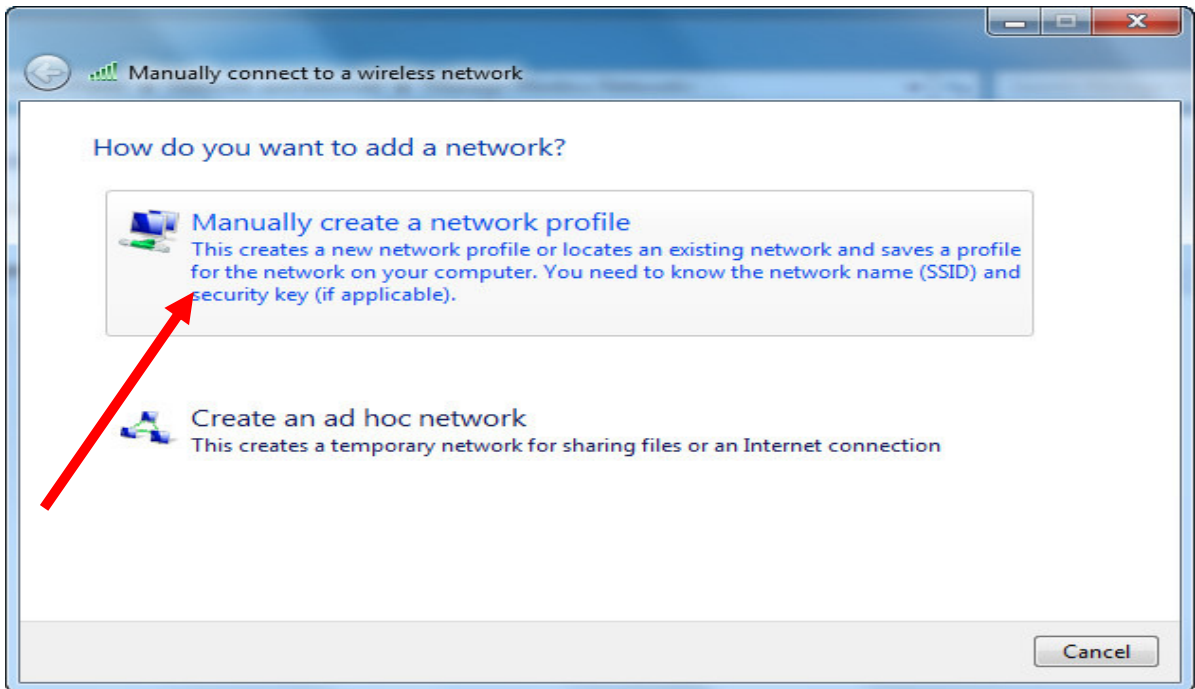 Manually connect to a wireless network
How do you want to add a network?
Manually create a network profile
This creates a new network profile or locates an existing network and saves a profile
for the network on your computer. You need to know the network name (SSID) and
security key (if applicable).
Create an ad hoc network
This creates a temporary network for sharing files or an Internet connection
Cancel